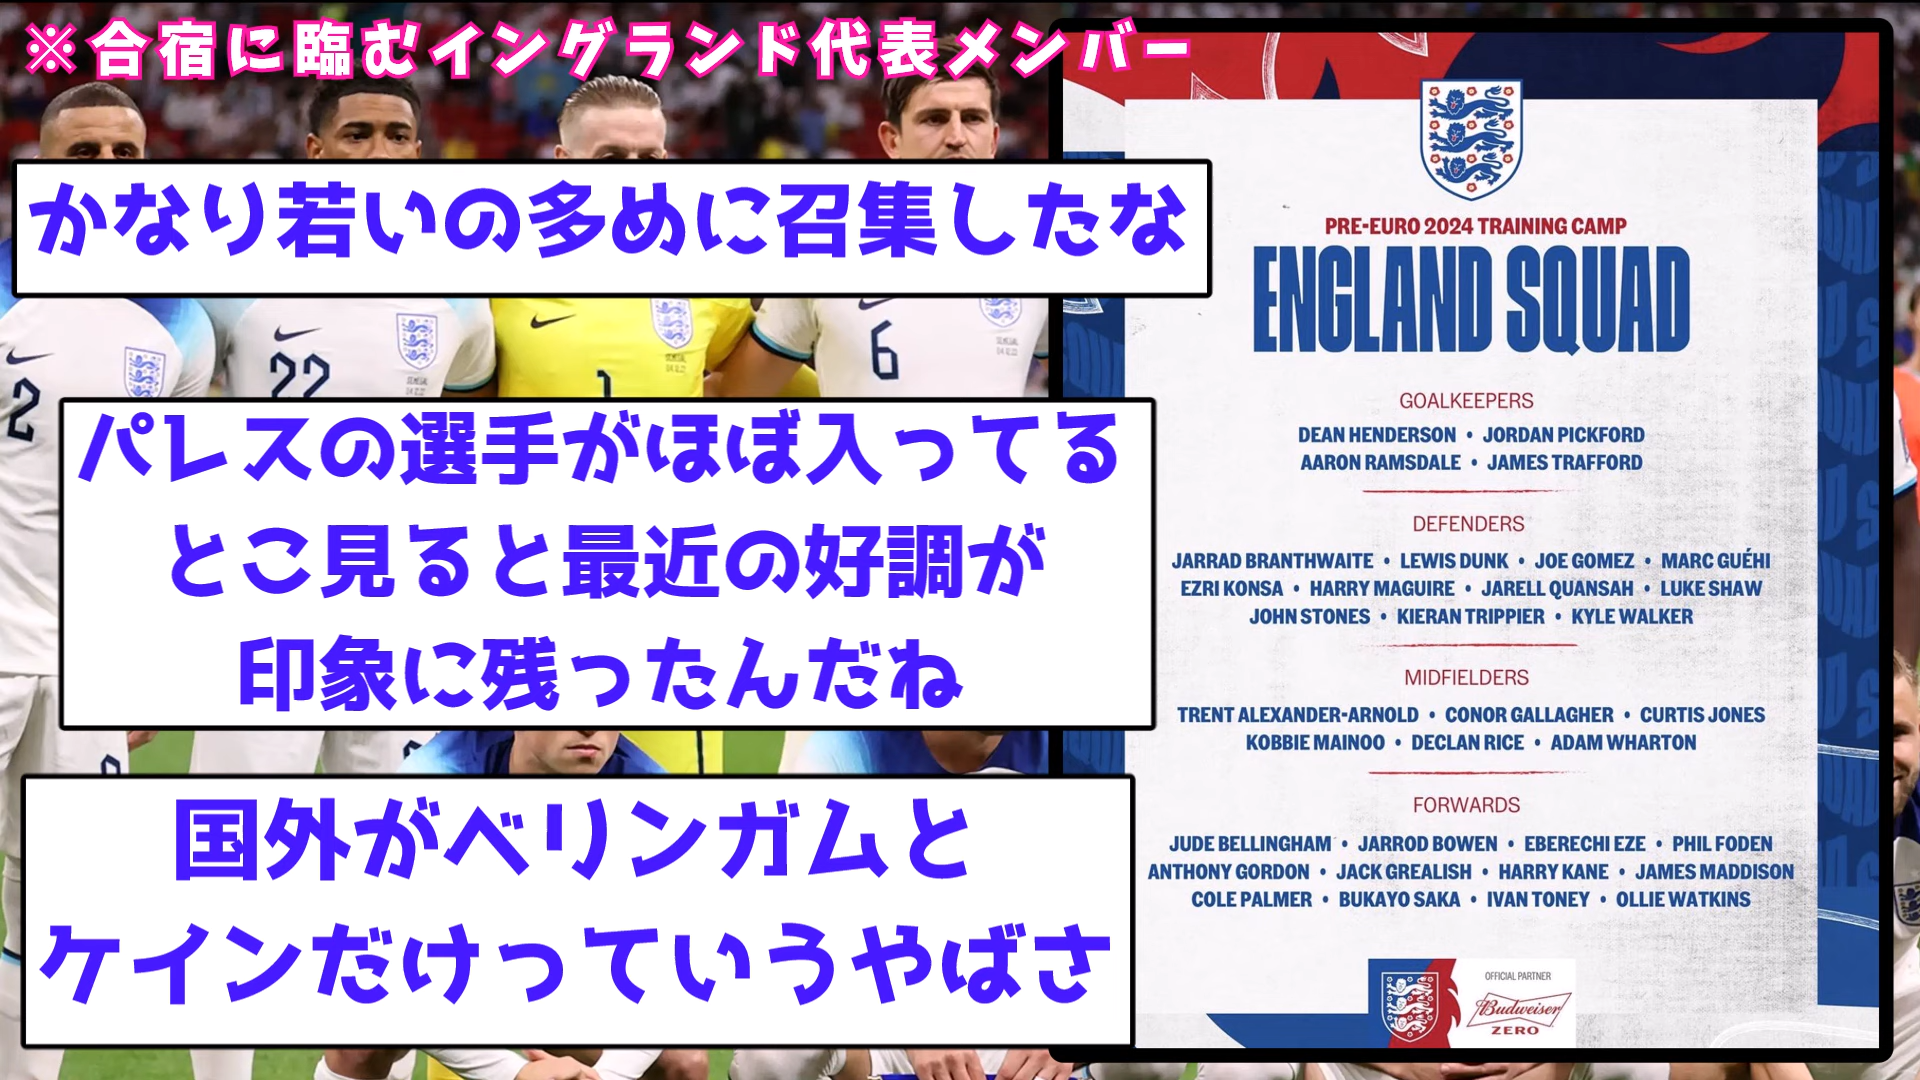 ※合宿に臨むイングランド代表メンバー
かなり若いの多めに召集したな
パレスの選手がほぼ入ってる
とこ見ると最近の好調が
印象に残ったんだね
国外がベリンガムと
ケインだけっていうやばさ
2
22
1
6
PRE-EURO 2024 TRAINING CAMP
ENGLAND SQUAD
GOALKEEPERS
DEAN HENDERSON • JORDAN PICKFORD
AARON RAMSDALE • JAMES TRAFFORD
DEFENDERS
JARRAD BRANTHWAITE • LEWIS DUNK • JOE GOMEZ • MARC GUÉHI
EZRI KONSA • HARRY MAGUIRE • JARELL QUANSAH • LUKE SHAW
JOHN STONES • KIERAN TRIPPIER • KYLE WALKER
MIDFIELDERS
TRENT ALEXANDER-ARNOLD • CONOR GALLAGHER • CURTIS JONES
KOBBIE MAINOO • DECLAN RICE • ADAM WHARTON
FORWARDS
JUDE BELLINGHAM • JARROD BOWEN • EBERECHI EZE • PHIL FODEN
ANTHONY GORDON • JACK GREALISH • HARRY KANE • JAMES MADDISON
COLE PALMER • BUKAYO SAKA • IVAN TONEY • OLLIE WATKINS
OFFICIAL PARTNER
Budweiser
ZERO